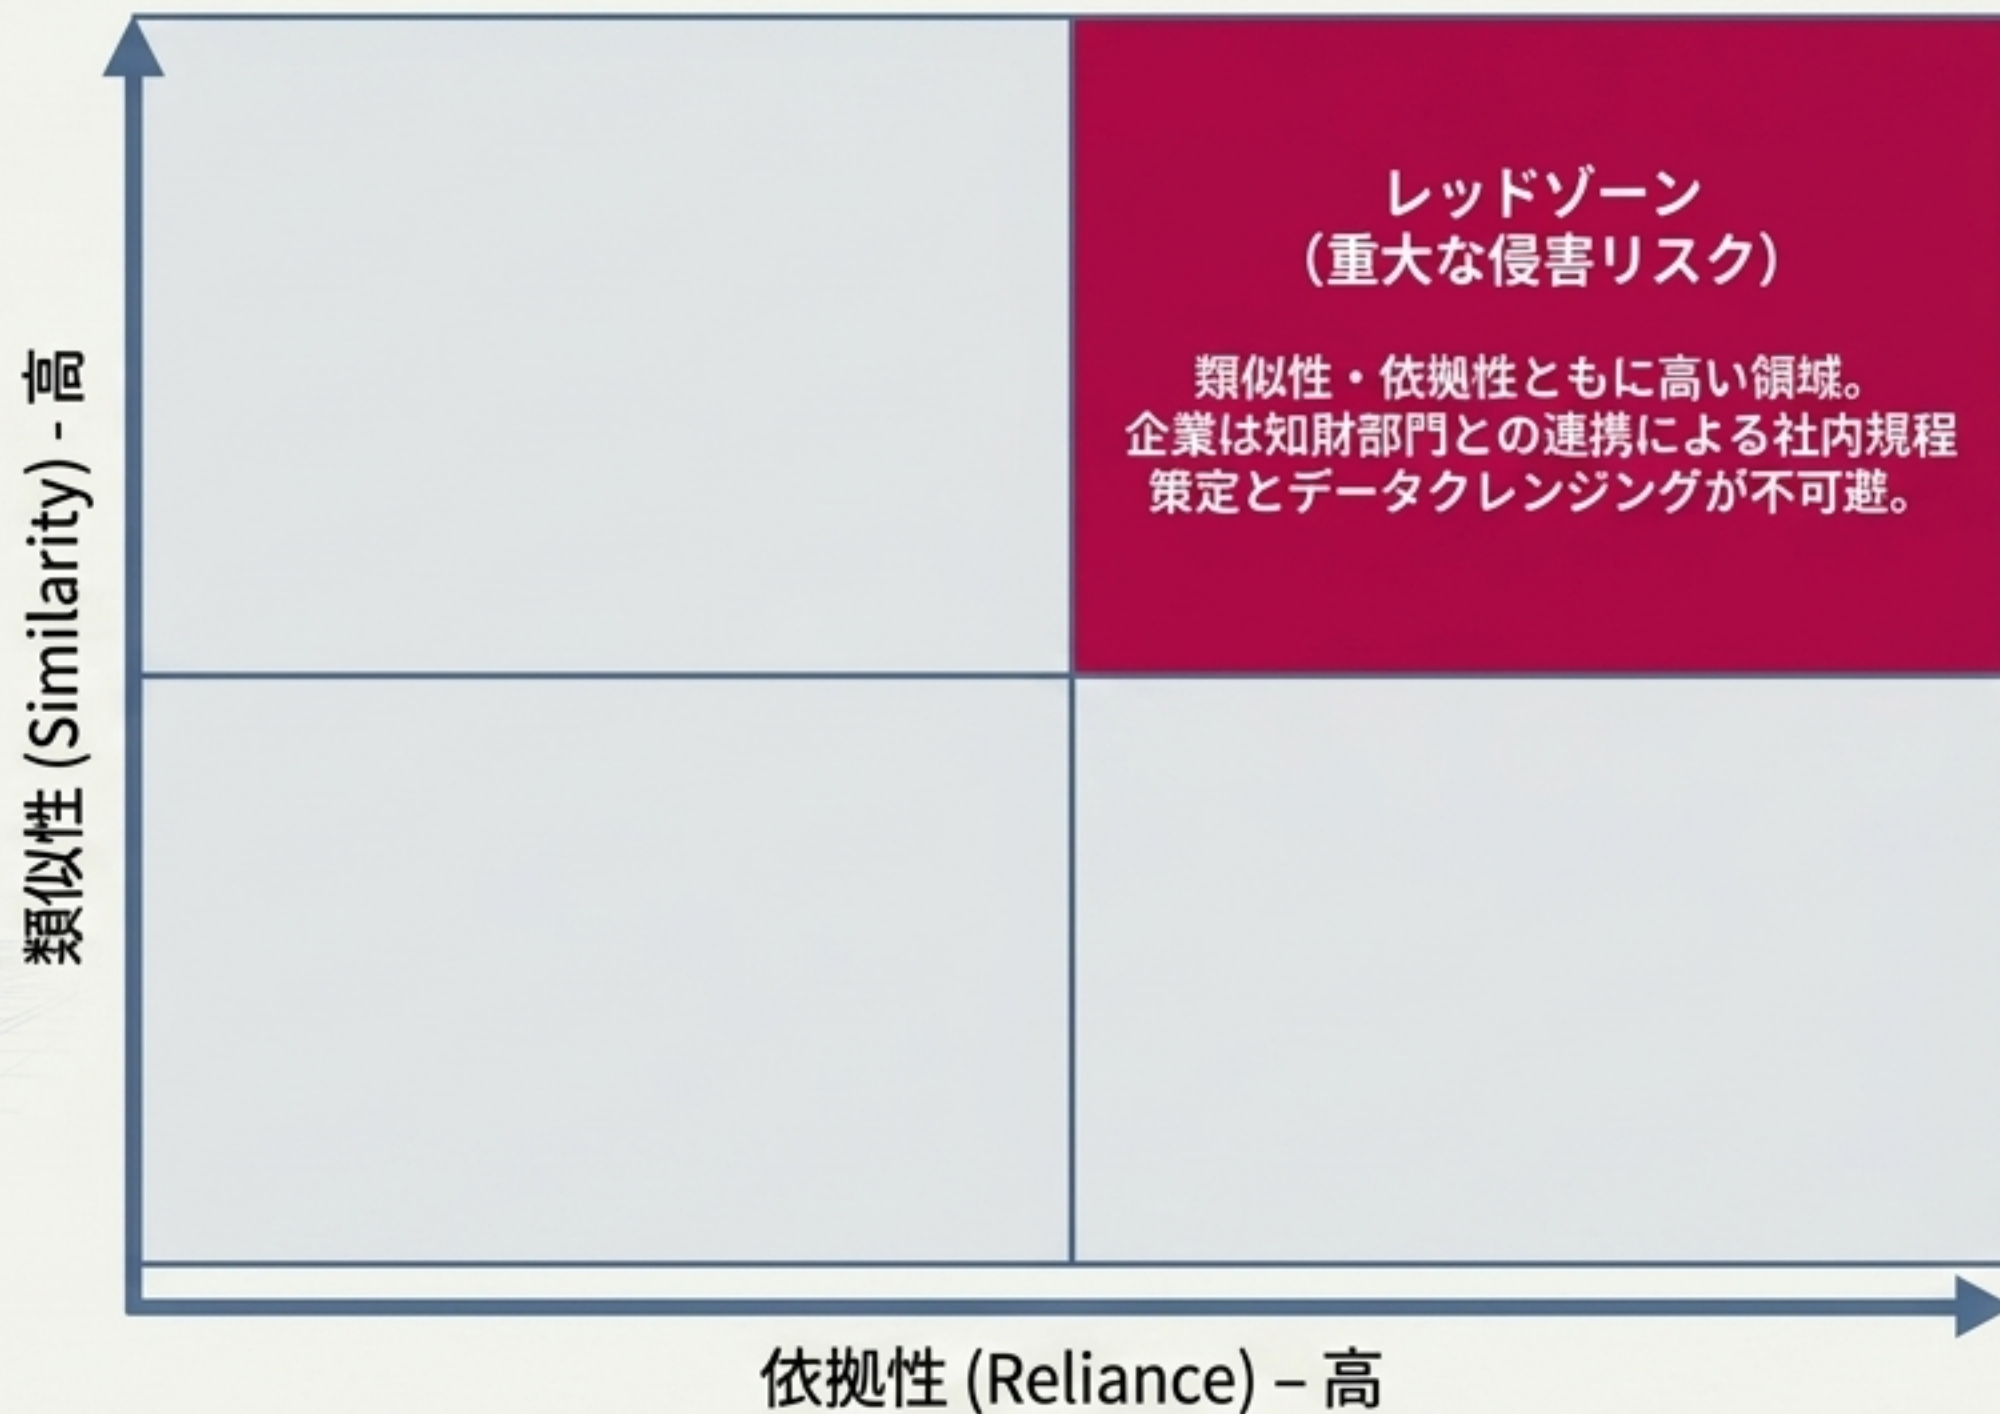 類似性 (Similarity) - 高
レッドゾーン
（重大な侵害リスク）
類似性・依拠性ともに高い領域。
企業は知財部門との連携による社内規程
策定とデータクレンジングが不可避。
依拠性 (Reliance) – 高